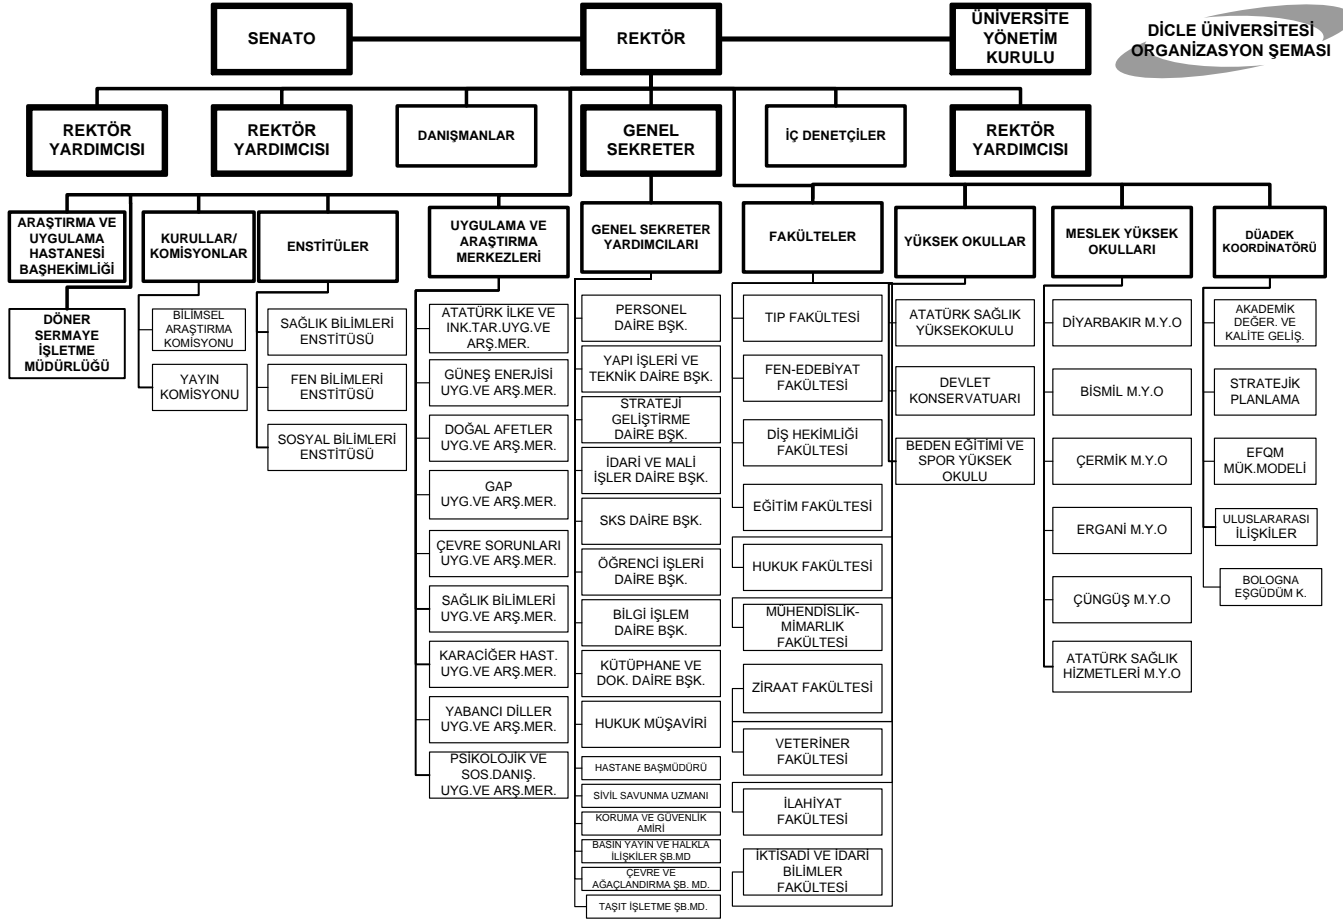 SENATO
REKTÖR
ÜNİVERSİTE
YÖNETİM
KURULU
DİCLE ÜNİVERSİTESİ
ORGANİZASYON ŞEMASI
REKTÖR
YARDIMCISI
REKTÖR
YARDIMCISI
DANIŞMANLAR
GENEL
SEKRETER
İÇ DENETÇİLER
REKTÖR
YARDIMCISI
ARAŞTIRMA VE
UYGULAMA
HASTANESİ
BAŞHEKİMLİĞİ
KURULLAR/
KOMİSYONLAR
ENSTİTÜLER
UYGULAMA VE
ARAŞTIRMA
MERKEZLERİ
GENEL SEKRETER
YARDIMCILARI
FAKÜLTELER
YÜKSEK OKULLAR
MESLEK YÜKSEK
OKULLARI
DÜADEK
KOORDİNATÖRÜ
DÖNER
SERMAYE
İŞLETME
MÜDÜRLÜĞÜ
BİLİMSEL
ARAŞTIRMA
KOMİSYONU
YAYIN
KOMİSYONU
SAĞLIK BİLİMLERİ
ENSTİTÜSÜ
FEN BİLİMLERİ
ENSTİTÜSÜ
SOSYAL BİLİMLERİ
ENSTİTÜSÜ
ATATÜRK İLKE VE
INK.TAR.UYG.VE
ARŞ.MER.
GÜNEŞ ENERJİSİ
UYG.VE ARŞ.MER.
DOĞAL AFETLER
UYG.VE ARŞ.MER.
GAP
UYG.VE ARŞ.MER.
ÇEVRE SORUNLARI
UYG.VE ARŞ.MER.
SAĞLIK BİLİMLERİ
UYG.VE ARŞ.MER.
KARACİĞER HAST.
UYG.VE ARŞ.MER.
YABANCI DİLLER
UYG.VE ARŞ.MER.
PSİKOLOJİK VE
SOS.DANIŞ.
UYG.VE ARŞ.MER.
PERSONEL
DAİRE BŞK.
YAPI İŞLERİ VE
TEKNİK DAİRE BŞK.
STRATEJİ
GELİŞTİRME
DAİRE BŞK.
İDARİ VE MALİ
İŞLER DAİRE BŞK.
SKS DAİRE BŞK.
ÖĞRENCİ İŞLERİ
DAİRE BŞK.
BİLGİ İŞLEM
DAİRE BŞK.
KÜTÜPHANE VE
DOK. DAİRE BŞK.
HUKUK MÜŞAVİRİ
HASTANE BAŞMÜDÜRÜ
SİVİL SAVUNMA UZMANI
KORUMA VE GÜVENLİK
AMİRİ
BASIN YAYIN VE HALKLA
İLİŞKİLER ŞB.MD
ÇEVRE VE
AĞAÇLANDIRMA ŞB. MD.
TAŞIT İŞLETME ŞB.MD.
TIP FAKÜLTESİ
FEN-EDEBİYAT
FAKÜLTESİ
DİŞ HEKİMLİĞİ
FAKÜLTESİ
EĞİTİM FAKÜLTESİ
HUKUK FAKÜLTESİ
MÜHENDİSLİK-
MİMARLIK
FAKÜLTESİ
ZİRAAT FAKÜLTESİ
VETERİNER
FAKÜLTESİ
İLAHİYAT
FAKÜLTESİ
İKTİSADİ VE İDARİ
BİLİMLER
FAKÜLTESİ
ATATÜRK SAĞLIK
YÜKSEKOKULU
DEVLET
KONSERVATUARI
BEDEN EĞİTİMİ VE
SPOR YÜKSEK
OKULU
DİYARBAKIR M.Y.O
BİSMİL M.Y.O
ÇERMİK M.Y.O
ERGANİ M.Y.O
ÇÜNGÜŞ M.Y.O
ATATÜRK SAĞLIK
HİZMETLERİ M.Y.O
AKADEMİK
DEĞER. VE
KALİTE GELİŞ.
STRATEJİK
PLANLAMA
EFQM
MÜK.MODELİ
ULUSLARARASI
İLİŞKİLER
BOLOGNA
EŞGÜDÜM K.